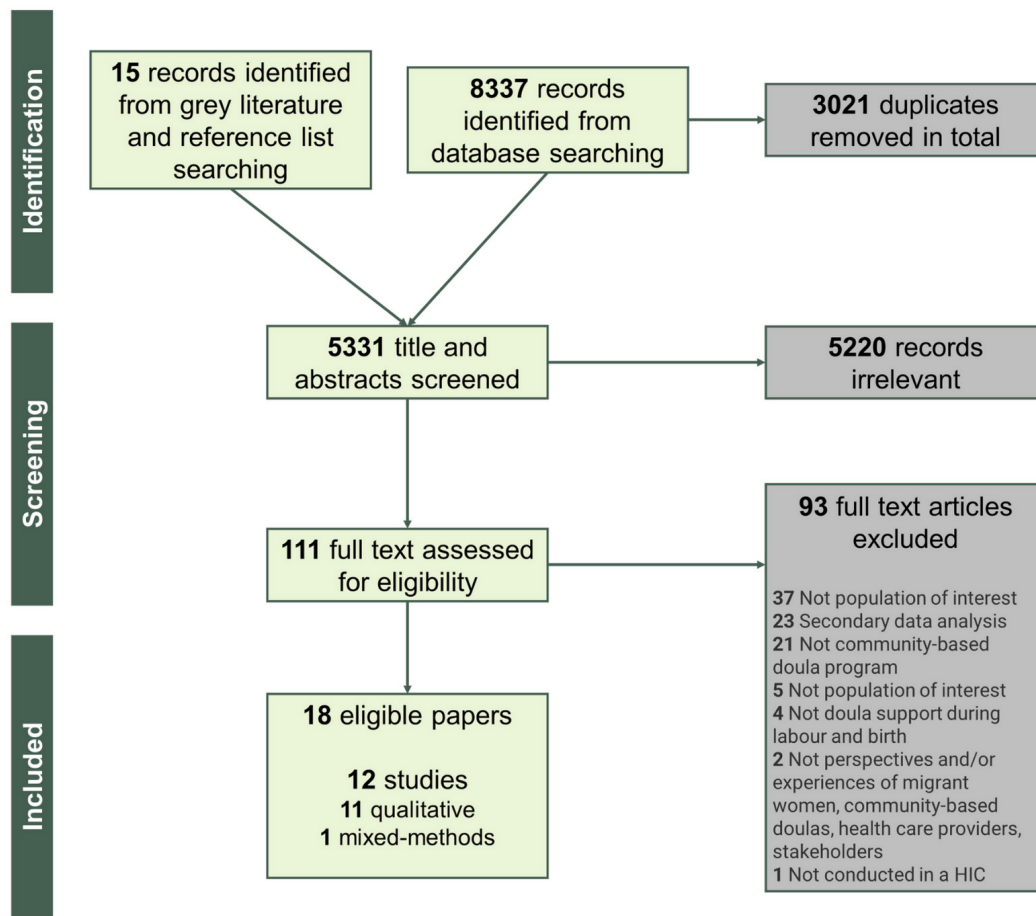 Identification
15 records identified
from grey literature
and reference list
searching
8337 records
identified from
database searching
3021 duplicates
removed in total
Screening
5331 title and
abstracts screened
5220 records
irrelevant
111 full text assessed
for eligibility
93 full text articles
excluded
37 Not population of interest
23 Secondary data analysis
21 Not community-based
doula program
5 Not population of interest
4 Not doula support during
labour and birth
2 Not perspectives and/or
experiences of migrant
women, community-based
doulas, health care providers,
stakeholders
1 Not conducted in a HIC
Included
18 eligible papers
12 studies
11 qualitative
1 mixed-methods